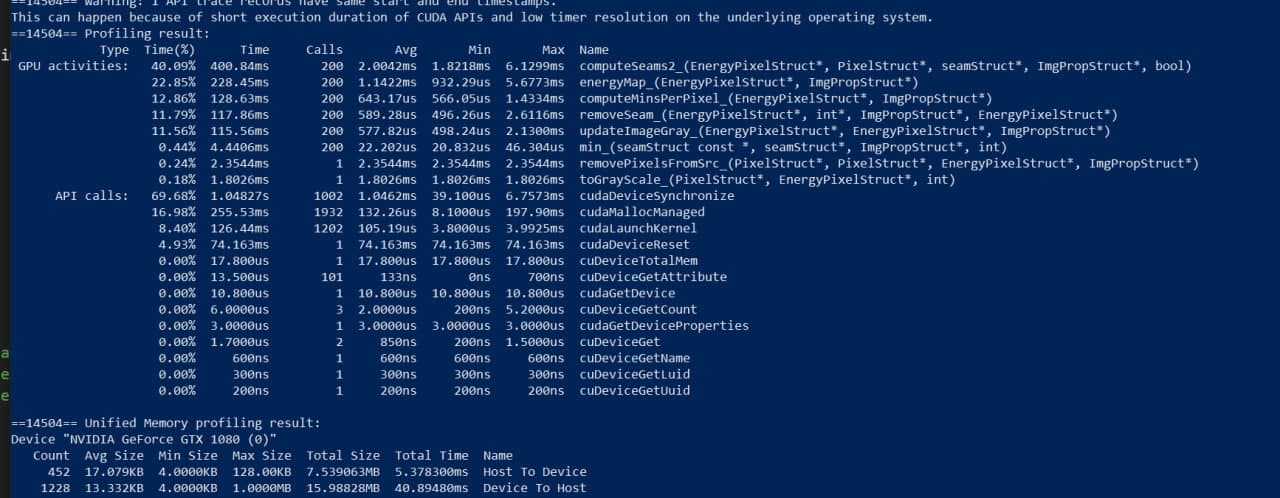 ==14504== Warning: 1 API trace records have same start and end timestamps.
This can happen because of short execution duration of CUDA APIs and low timer resolution on the underlying operating system.
==14504== Profiling result:
Type Time(%) Time Calls Avg Min Max Name
GPU activities: 40.09% 400.84ms 200 2.0042ms 1.8218ms 6.1299ms computeSeams2_(EnergyPixelStruct*, PixelStruct*, seamStruct*, ImgPropStruct*, bool)
22.85% 228.45ms 200 1.1422ms 932.29us 5.6773ms energyMap_(EnergyPixelStruct*, ImgPropStruct*)
12.86% 128.63ms 200 643.17us 566.05us 1.4334ms computeMinsPerPixel_(EnergyPixelStruct*, ImgPropStruct*)
11.79% 117.86ms 200 589.28us 496.26us 2.6116ms removeSeam_(EnergyPixelStruct*, int*, ImgPropStruct*, EnergyPixelStruct*)
11.56% 115.56ms 200 577.82us 498.24us 2.1300ms updateImageGray_(EnergyPixelStruct*, EnergyPixelStruct*, ImgPropStruct*)
0.44% 4.4406ms 200 22.202us 20.832us 46.304us min_(seamStruct const *, seamStruct*, ImgPropStruct*, int)
0.24% 2.3544ms 1 2.3544ms 2.3544ms 2.3544ms removePixelsFromSrc_(PixelStruct*, PixelStruct*, EnergyPixelStruct*, ImgPropStruct*)
0.18% 1.8026ms 1 1.8026ms 1.8026ms 1.8026ms toGrayScale_(PixelStruct*, EnergyPixelStruct*, int)
API calls: 69.68% 1.04827s 1002 1.0462ms 39.100us 6.7573ms cudaDeviceSynchronize
16.98% 255.53ms 1932 132.26us 8.1000us 197.90ms cudaMallocManaged
8.40% 126.44ms 1202 105.19us 3.8000us 3.9925ms cudaLaunchKernel
4.93% 74.163ms 1 74.163ms 74.163ms 74.163ms cudaDeviceReset
0.00% 17.800us 1 17.800us 17.800us 17.800us cuDeviceTotalMem
0.00% 13.500us 101 133ns 0ns 700ns cuDeviceGetAttribute
0.00% 10.800us 1 10.800us 10.800us 10.800us cudaGetDevice
0.00% 6.0000us 3 2.0000us 200ns 5.2000us cuDeviceGetCount
0.00% 3.0000us 1 3.0000us 3.0000us 3.0000us cudaGetDeviceProperties
0.00% 1.7000us 2 850ns 200ns 1.5000us cuDeviceGet
0.00% 600ns 1 600ns 600ns 600ns cuDeviceGetName
0.00% 300ns 1 300ns 300ns 300ns cuDeviceGetLuid
0.00% 200ns 1 200ns 200ns 200ns cuDeviceGetUuid
==14504== Unified Memory profiling result:
Device "NVIDIA GeForce GTX 1080 (0)"
Count Avg Size Min Size Max Size Total Size Total Time Name
452 17.079KB 4.0000KB 128.00KB 7.539063MB 5.378300ms Host To Device
1228 13.332KB 4.0000KB 1.0000MB 15.98828MB 40.89480ms Device To Host